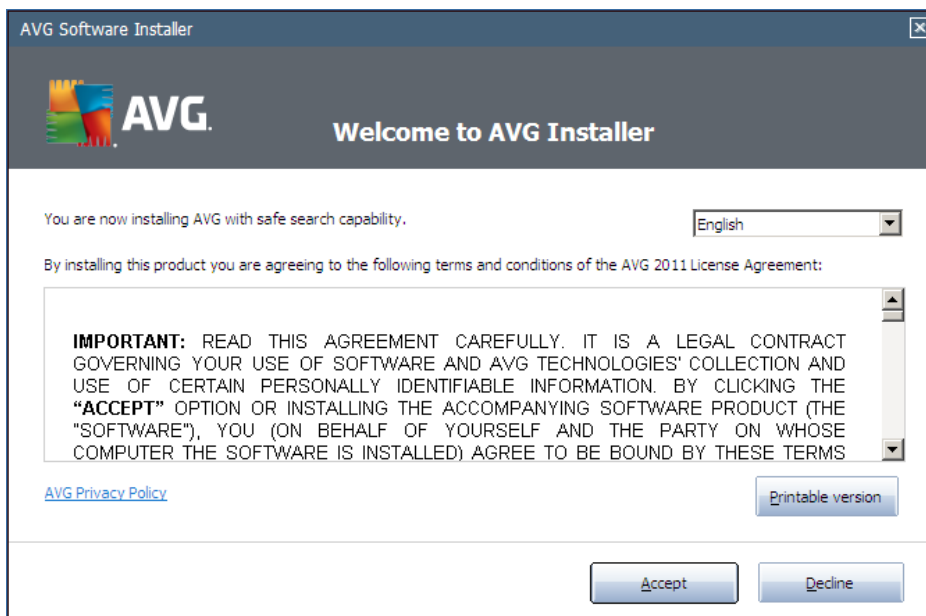 AVG Software Installer
AVG.
Welcome to AVG Installer
You are now installing AVG with safe search capability.
English
By installing this product you are agreeing to the following terms and conditions of the AVG 2011 License Agreement:
IMPORTANT: READ THIS AGREEMENT CAREFULLY. IT IS A LEGAL CONTRACT
GOVERNING YOUR USE OF SOFTWARE AND AVG TECHNOLOGIES' COLLECTION AND
USE OF CERTAIN PERSONALLY IDENTIFIABLE INFORMATION. BY CLICKING THE
“ACCEPT” OPTION OR INSTALLING THE ACCOMPANYING SOFTWARE PRODUCT (THE
"SOFTWARE"), YOU (ON BEHALF OF YOURSELF AND THE PARTY ON WHOSE
COMPUTER THE SOFTWARE IS INSTALLED) AGREE TO BE BOUND BY THESE TERMS
AVG Privacy Policy
Printable version
Accept
Decline